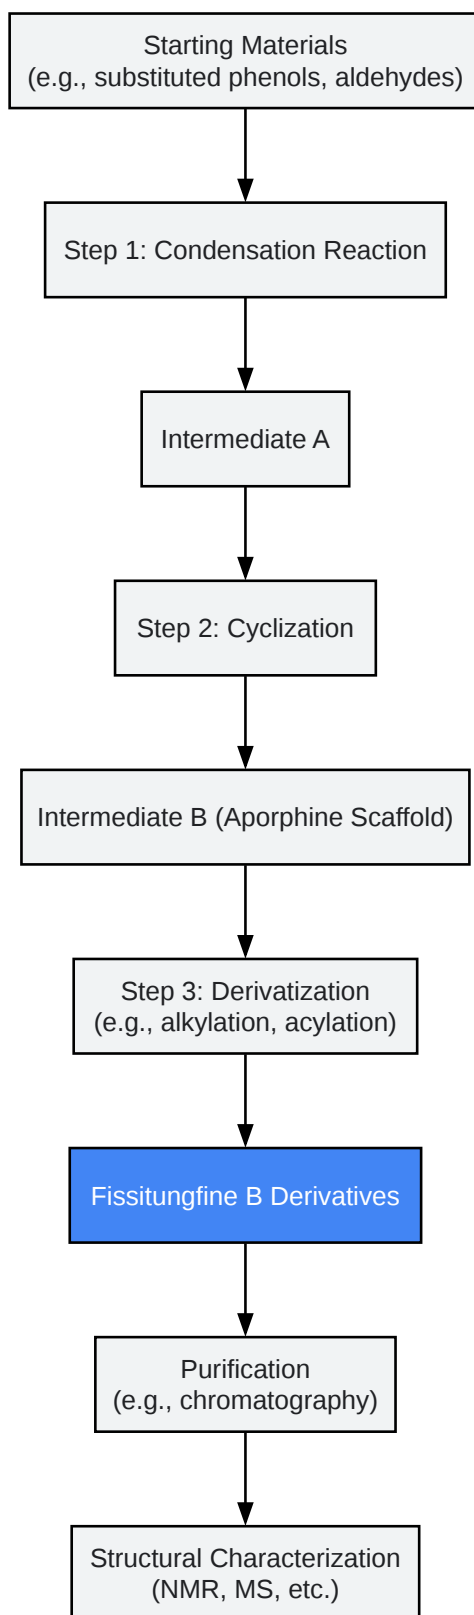 Starting Materials
(e.g., substituted phenols, aldehydes)
Step 1: Condensation Reaction
Intermediate A
Step 2: Cyclization
Intermediate B (Aporphine Scaffold)
Step 3: Derivatization
(e.g., alkylation, acylation)
Fissitungfine B Derivatives
Purification
(e.g., chromatography)
Structural Characterization
(NMR, MS, etc.)